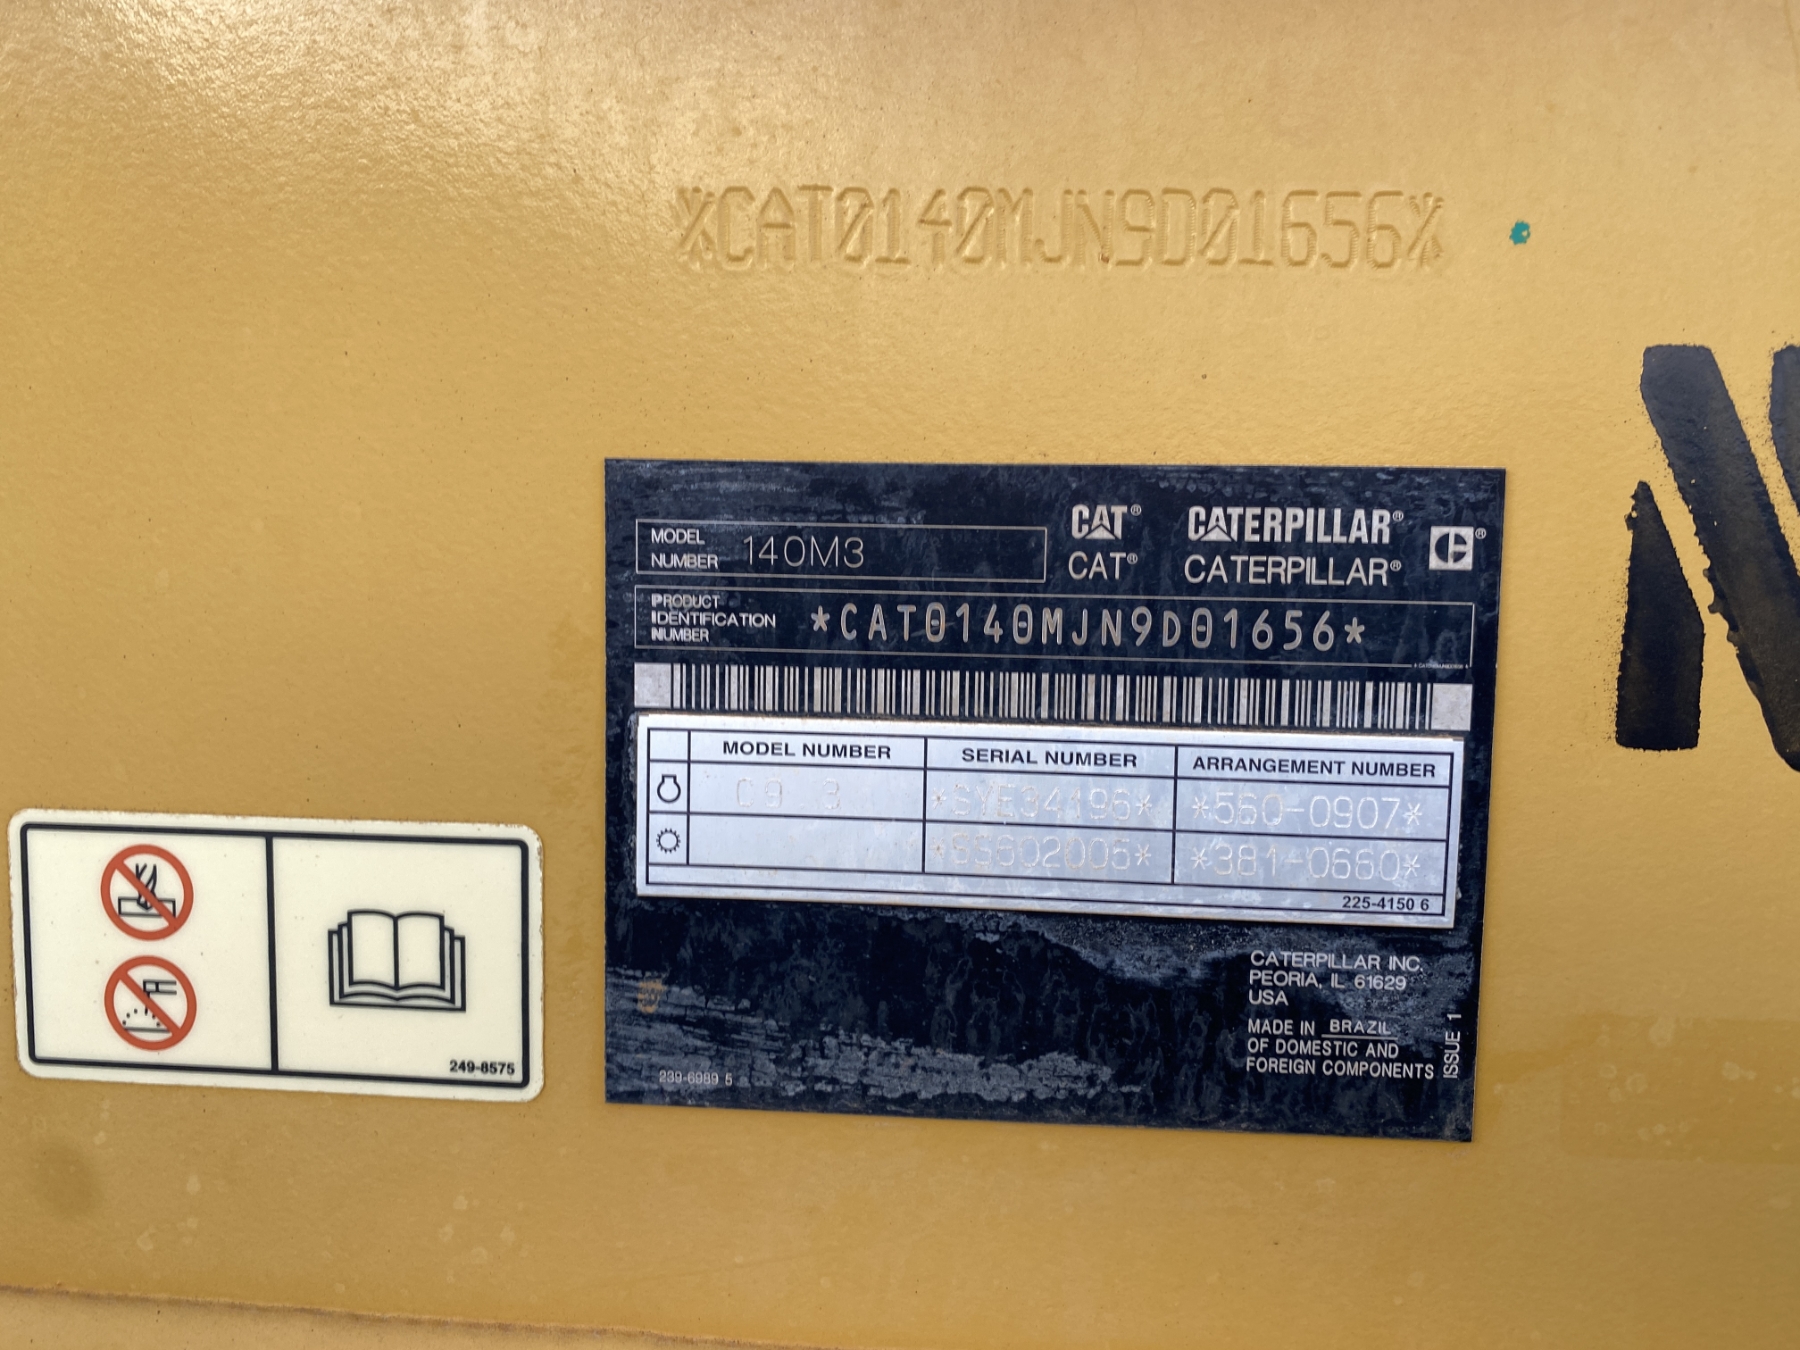 *CAT0140MJN9D01656*
MODEL NUMBER 140M3
CAT® CATERPILLAR®
CAT® CATERPILLAR®
PRODUCT IDENTIFICATION NUMBER *CAT0140MJN9D01656*
MODEL NUMBER SERIAL NUMBER ARRANGEMENT NUMBER
C9.3 *SYE34196* *560-0907*
*381-0660*
225-4150 6
CATERPILLAR INC.
PEORIA, IL 61629
USA
MADE IN BRAZIL
OF DOMESTIC AND
FOREIGN COMPONENTS
ISSUE 1
239-6989 5
249-8575